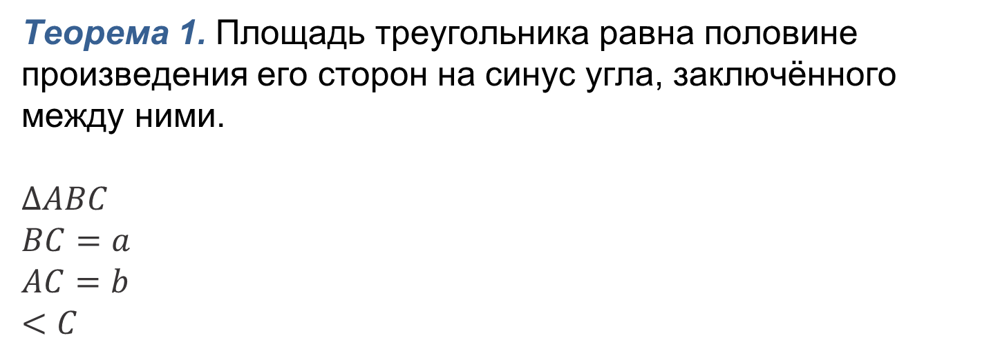 Теорема 1. Площадь треугольника равна половине
произведения его сторон на синус угла, заключённого
между ними.
ΔABC
BC = a
AC = b
< C